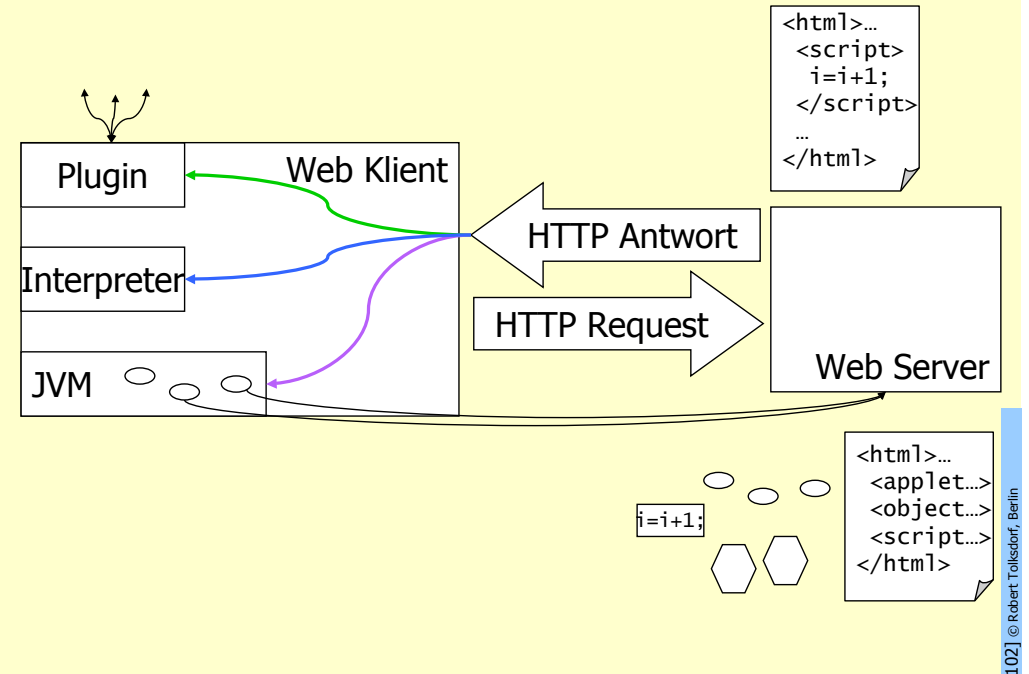 <html>…
<script>
i=i+1;
</script>
…
</html>
Plugin
Web Klient
HTTP Antwort
Interpreter
HTTP Request
Web Server
JVM
<html>…
<applet…>
<object…>
<script…>
</html>
i=i+1;
102] © Robert Tolksdorf, Berlin